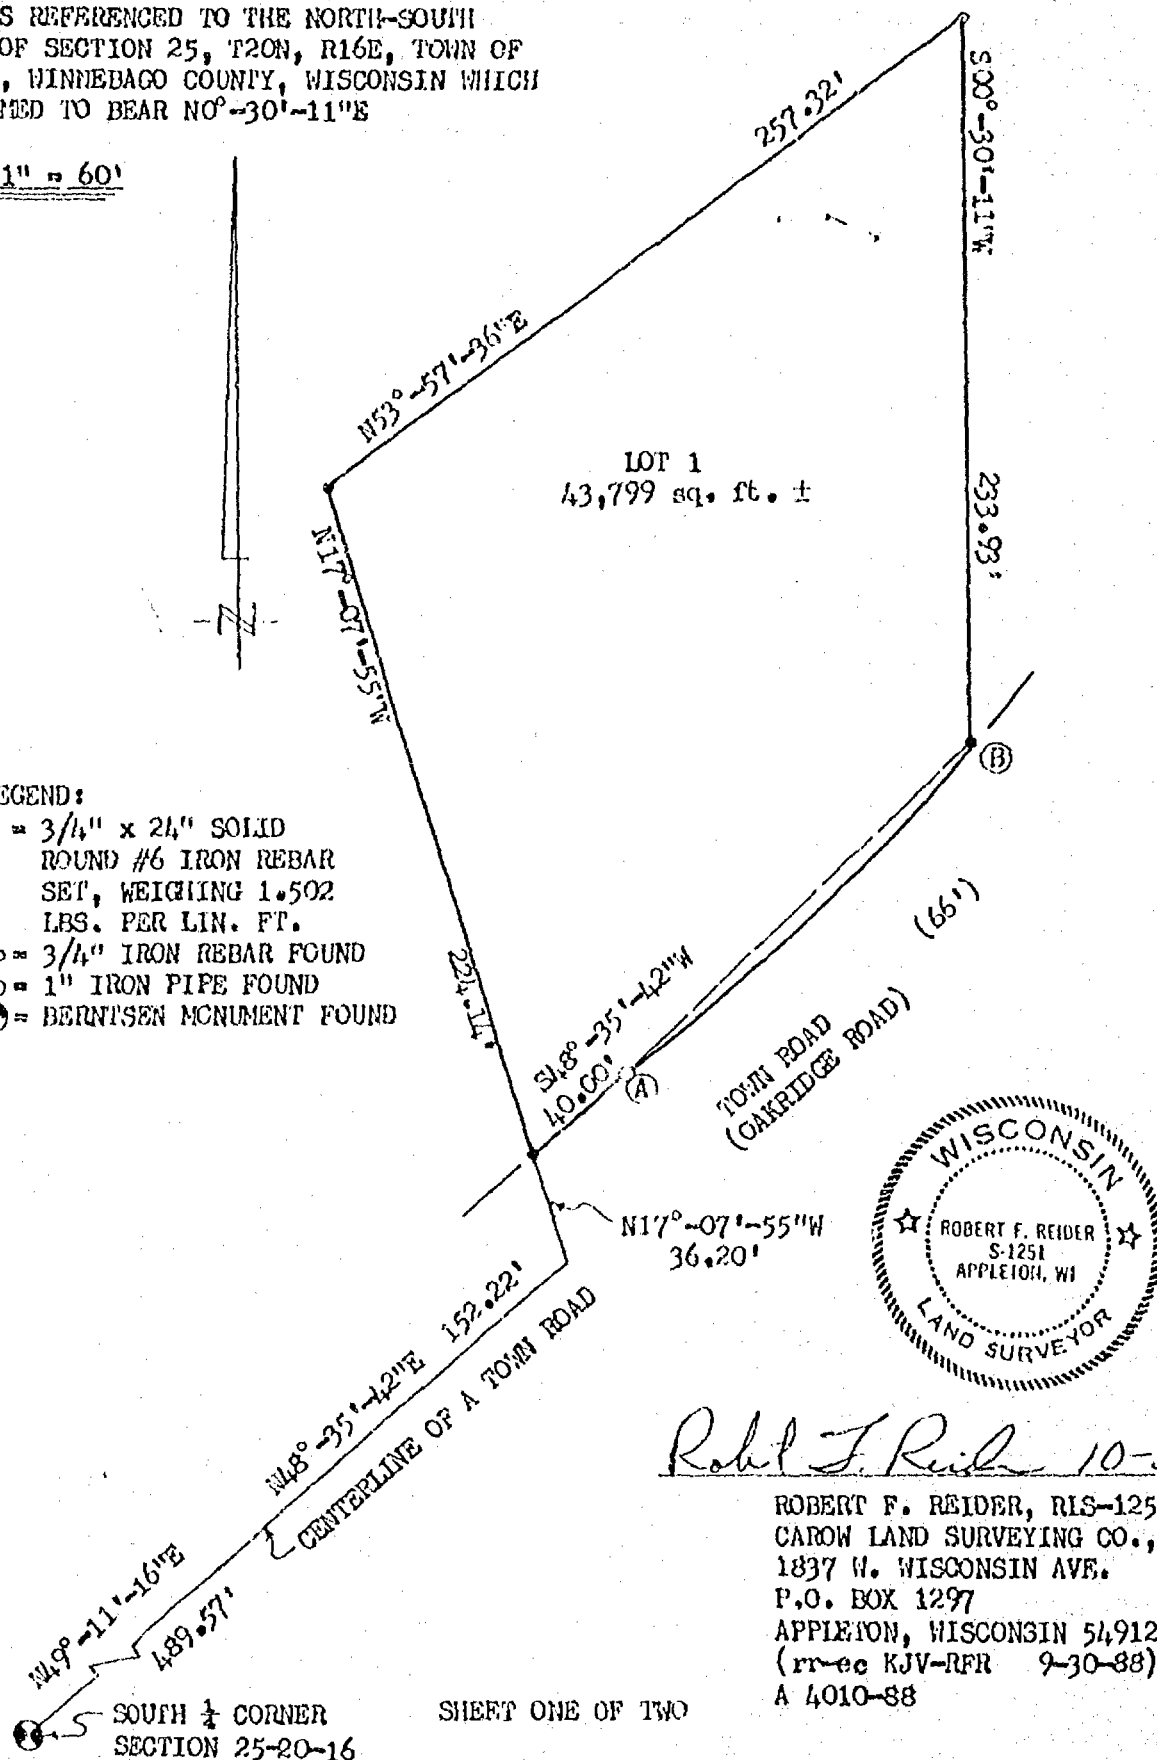 S REFERENCED TO THE NORTH-SOUTH
OF SECTION 25, T20N, R16E, TOWN OF
, WINNEBAGO COUNTY, WISCONSIN WHICH
MED TO BEAR N0°-30'-11"E
1" = 60'
257.32'
S00°-30'-11"W
N53°-57'-36"E
LOT 1
43,799 sq. ft. ±
233.93'
N17°-07'-55"W
N
B
EGEND:
= 3/4" x 24" SOLID
ROUND #6 IRON REBAR
SET, WEIGHING 1.502
LBS. PER LIN. FT.
= 3/4" IRON REBAR FOUND
= 1" IRON PIPE FOUND
= BERNTSEN MONUMENT FOUND
(66')
224.14'
S48°-35'-42"W
40.00'
A
TOWN ROAD
(OAKRIDGE ROAD)
N17°-07'-55"W
36.20'
WISCONSIN
ROBERT F. REIDER
S-1251
APPLETON, WI
LAND SURVEYOR
N48°-35'-42"E 152.22'
CENTERLINE OF A TOWN ROAD
Robert F. Reider 10-
ROBERT F. REIDER, RLS-125
CAROW LAND SURVEYING CO.,
1837 W. WISCONSIN AVE.
P.O. BOX 1297
APPLETON, WISCONSIN 54912
(rr-ec KJV-RFR 9-30-88)
A 4010-88
N49°-11'-16"E
489.57'
SOUTH ¼ CORNER
SECTION 25-20-16
SHEET ONE OF TWO